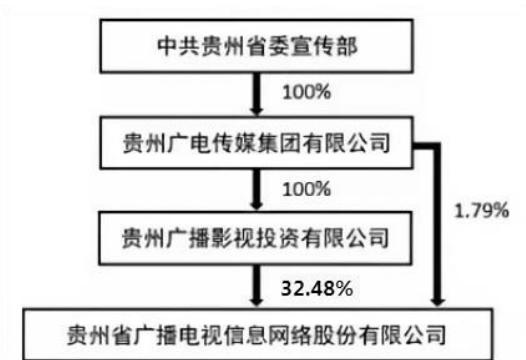 中共贵州省委宣传部
100%
贵州广电传媒集团有限公司
100%
1.79%
贵州广播影视投资有限公司
32.48%
贵州省广播电视信息网络股份有限公司